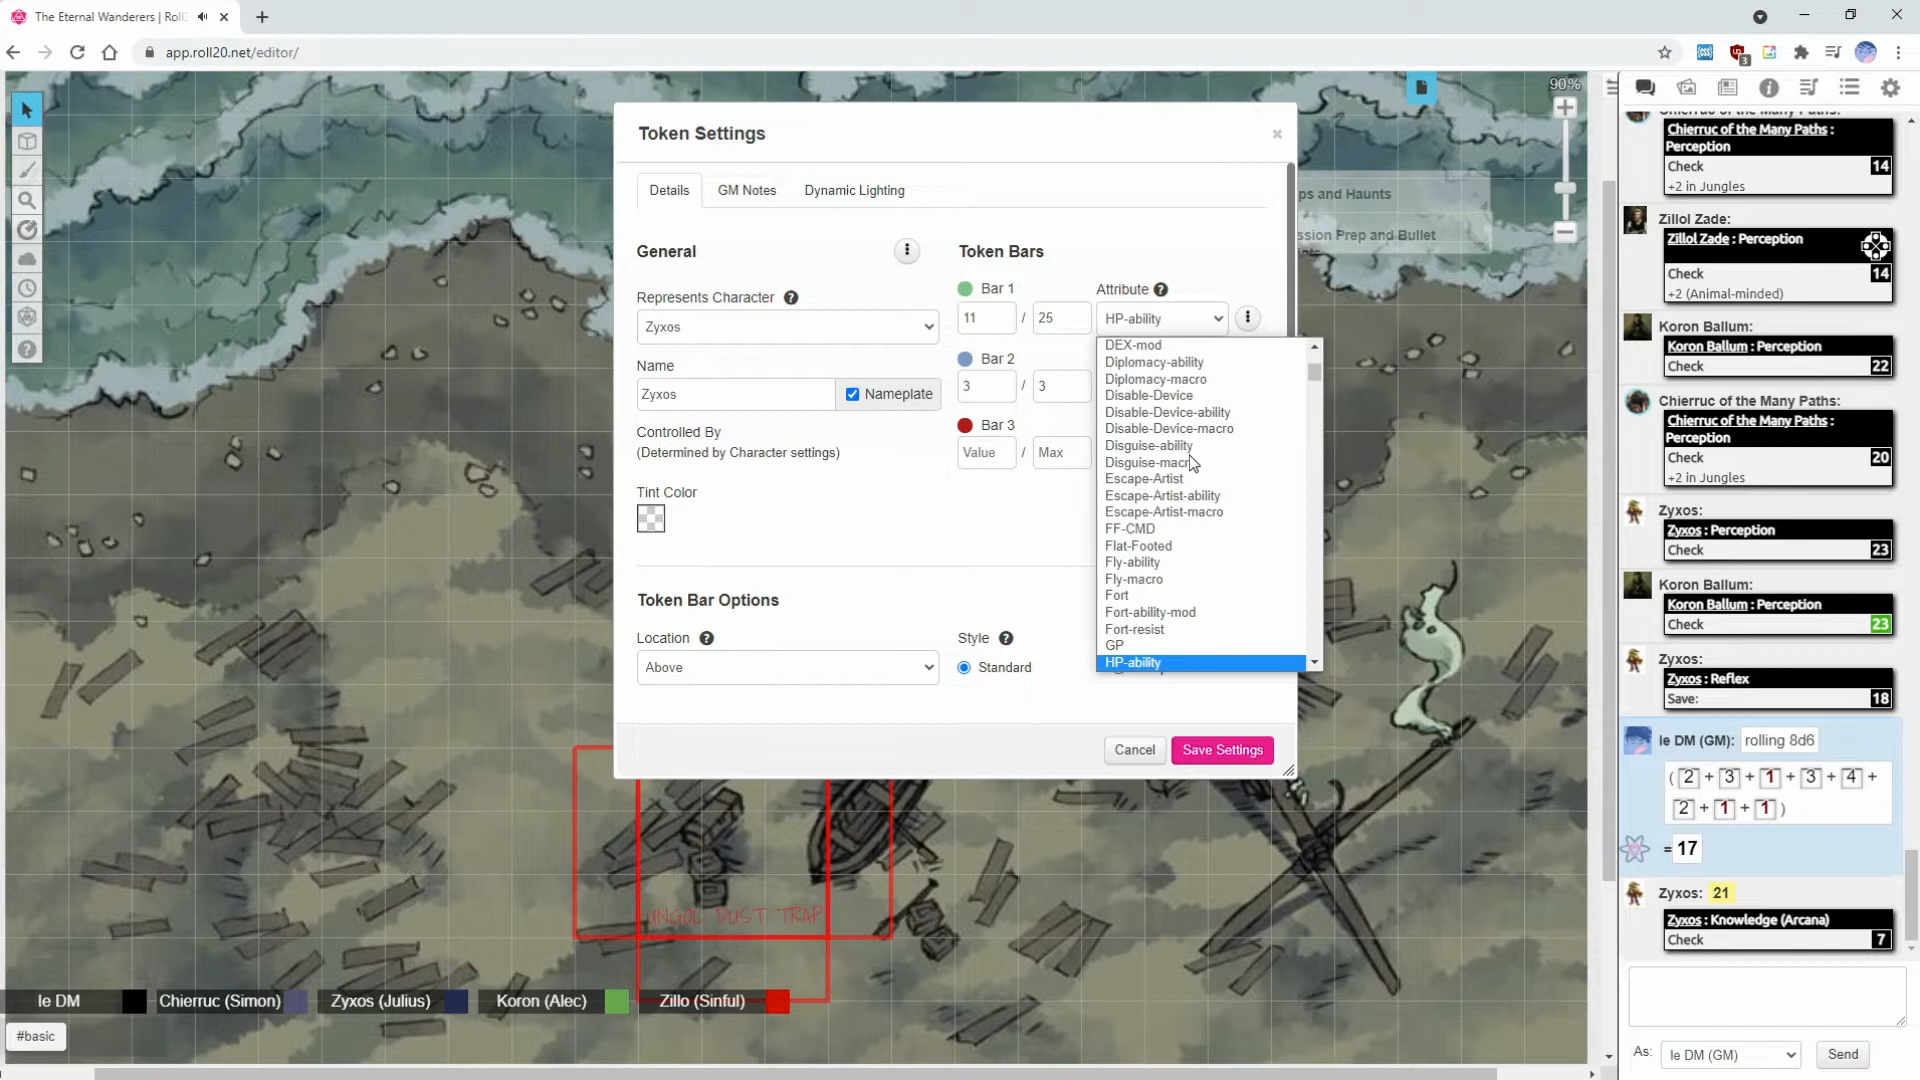 The Eternal Wanderers | Roll
app.roll20.net/editor/
3
90%
Token Settings
Details
GM Notes
Dynamic Lighting
General
Represents Character
Zyxos
Name
Zyxos
Nameplate
Controlled By
(Determined by Character settings)
Tint Color
Token Bars
Bar 1
Attribute
11 / 25
HP-ability
Bar 2
3 / 3
Bar 3
Value / Max
DEX-mod
Diplomacy-ability
Diplomacy-macro
Disable-Device
Disable-Device-ability
Disable-Device-macro
Disguise-ability
Disguise-macro
Escape-Artist
Escape-Artist-ability
Escape-Artist-macro
FF-CMD
Flat-Footed
Fly-ability
Fly-macro
Fort
Fort-ability-mod
Fort-resist
GP
HP-ability
Token Bar Options
Location
Above
Style
Standard
Cancel
Save Settings
ps and Haunts
ssion Prep and Bullet
UNGOL DUST TRAP
le DM
Chierruc (Simon)
Zyxos (Julius)
Koron (Alec)
Zillo (Sinful)
#basic
Chierruc of the Many Paths:
Chierruc of the Many Paths :
Perception
Check 14
+2 in Jungles
Zillol Zade:
Zillol Zade : Perception
Check 14
+2 (Animal-minded)
Koron Ballum:
Koron Ballum : Perception
Check 22
Chierruc of the Many Paths:
Chierruc of the Many Paths :
Perception
Check 20
+2 in Jungles
Zyxos:
Zyxos : Perception
Check 23
Koron Ballum:
Koron Ballum : Perception
Check 23
Zyxos:
Zyxos : Reflex
Save: 18
le DM (GM): rolling 8d6
( 2 + 3 + 1 + 3 + 4 +
2 + 1 + 1 )
= 17
Zyxos: 21
Zyxos : Knowledge (Arcana)
Check 7
As: le DM (GM)
Send